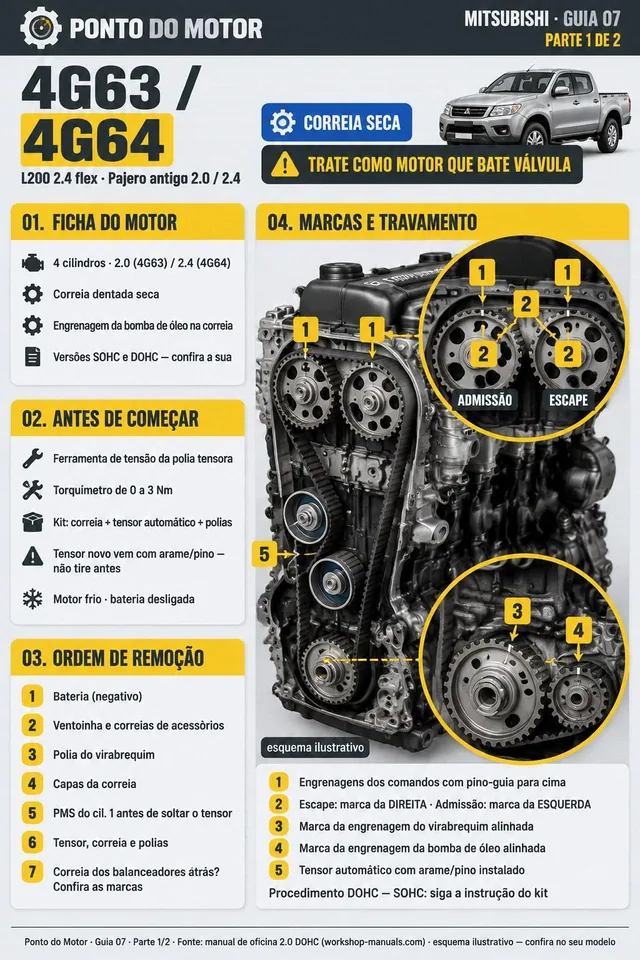 PONTO DO MOTOR
MITSUBISHI · GUIA 07
PARTE 1 DE 2
4G63 /
4G64
L200 2.4 flex · Pajero antigo 2.0 / 2.4
CORREIA SECA
TRATE COMO MOTOR QUE BATE VÁLVULA
01. FICHA DO MOTOR
4 cilindros · 2.0 (4G63) / 2.4 (4G64)
Correia dentada seca
Engrenagem da bomba de óleo na correia
Versões SOHC e DOHC — confira a sua
02. ANTES DE COMEÇAR
Ferramenta de tensão da polia tensora
Torquímetro de 0 a 3 Nm
Kit: correia + tensor automático + polias
Tensor novo vem com arame/pino —
não tire antes
Motor frio · bateria desligada
03. ORDEM DE REMOÇÃO
1 Bateria (negativo)
2 Ventoinha e correias de acessórios
3 Polia do virabrequim
4 Capas da correia
5 PMS do cil. 1 antes de soltar o tensor
6 Tensor, correia e polias
7 Correia dos balanceadores atrás?
Confira as marcas
04. MARCAS E TRAVAMENTO
1
1
1
1
2
2
2
ADMISSÃO
ESCAPE
5
3
4
esquema ilustrativo
1 Engrenagens dos comandos com pino-guia para cima
2 Escape: marca da DIREITA · Admissão: marca da ESQUERDA
3 Marca da engrenagem do virabrequim alinhada
4 Marca da engrenagem da bomba de óleo alinhada
5 Tensor automático com arame/pino instalado
Procedimento DOHC — SOHC: siga a instrução do kit
Ponto do Motor · Guia 07 · Parte 1/2 · Fonte: manual de oficina 2.0 DOHC (workshop-manuals.com) · esquema ilustrativo — confira no seu modelo